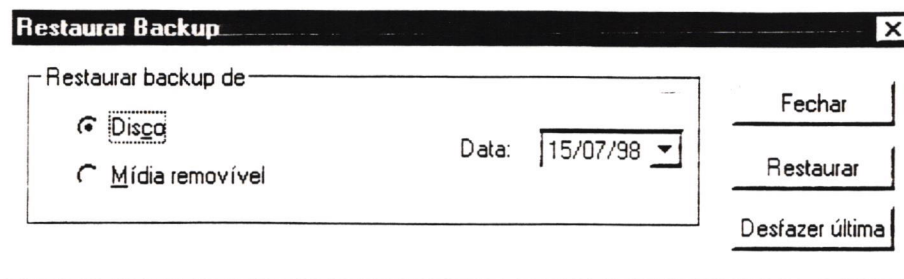 Restaurar Backup
Restaurar backup de
Disco
Mídia removível
Data: 15/07/98
Fechar
Restaurar
Desfazer última